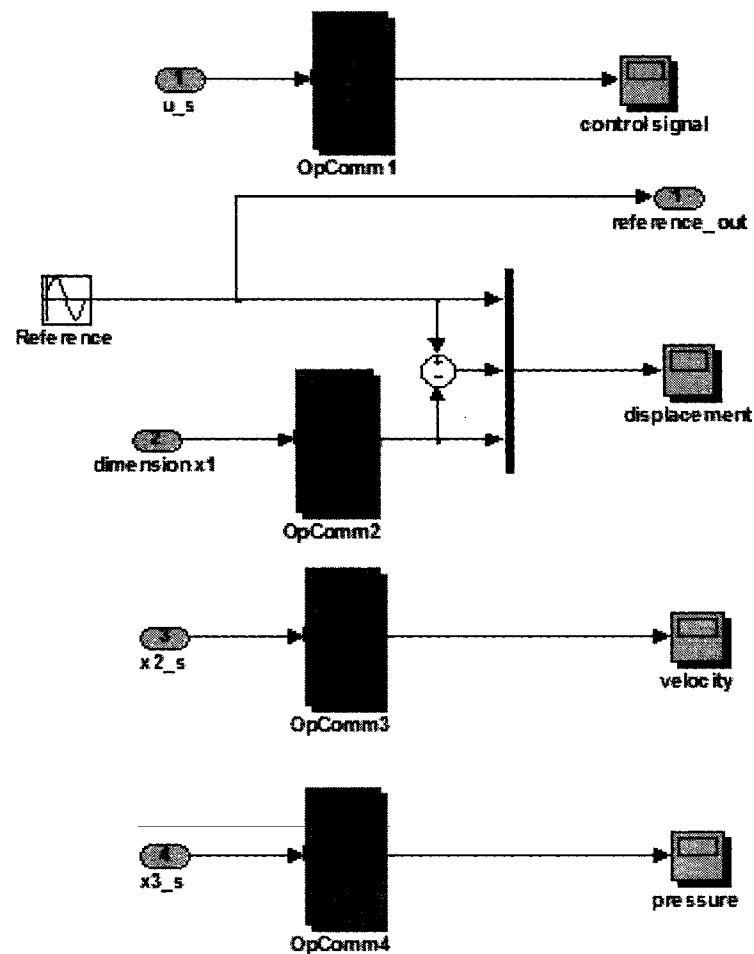 1
u_s
OpComm1
control signal
1
reference_out
Reference
+
-
displacement
2
dimension x1
OpComm2
3
x2_s
OpComm3
velocity
4
x3_s
OpComm4
pressure